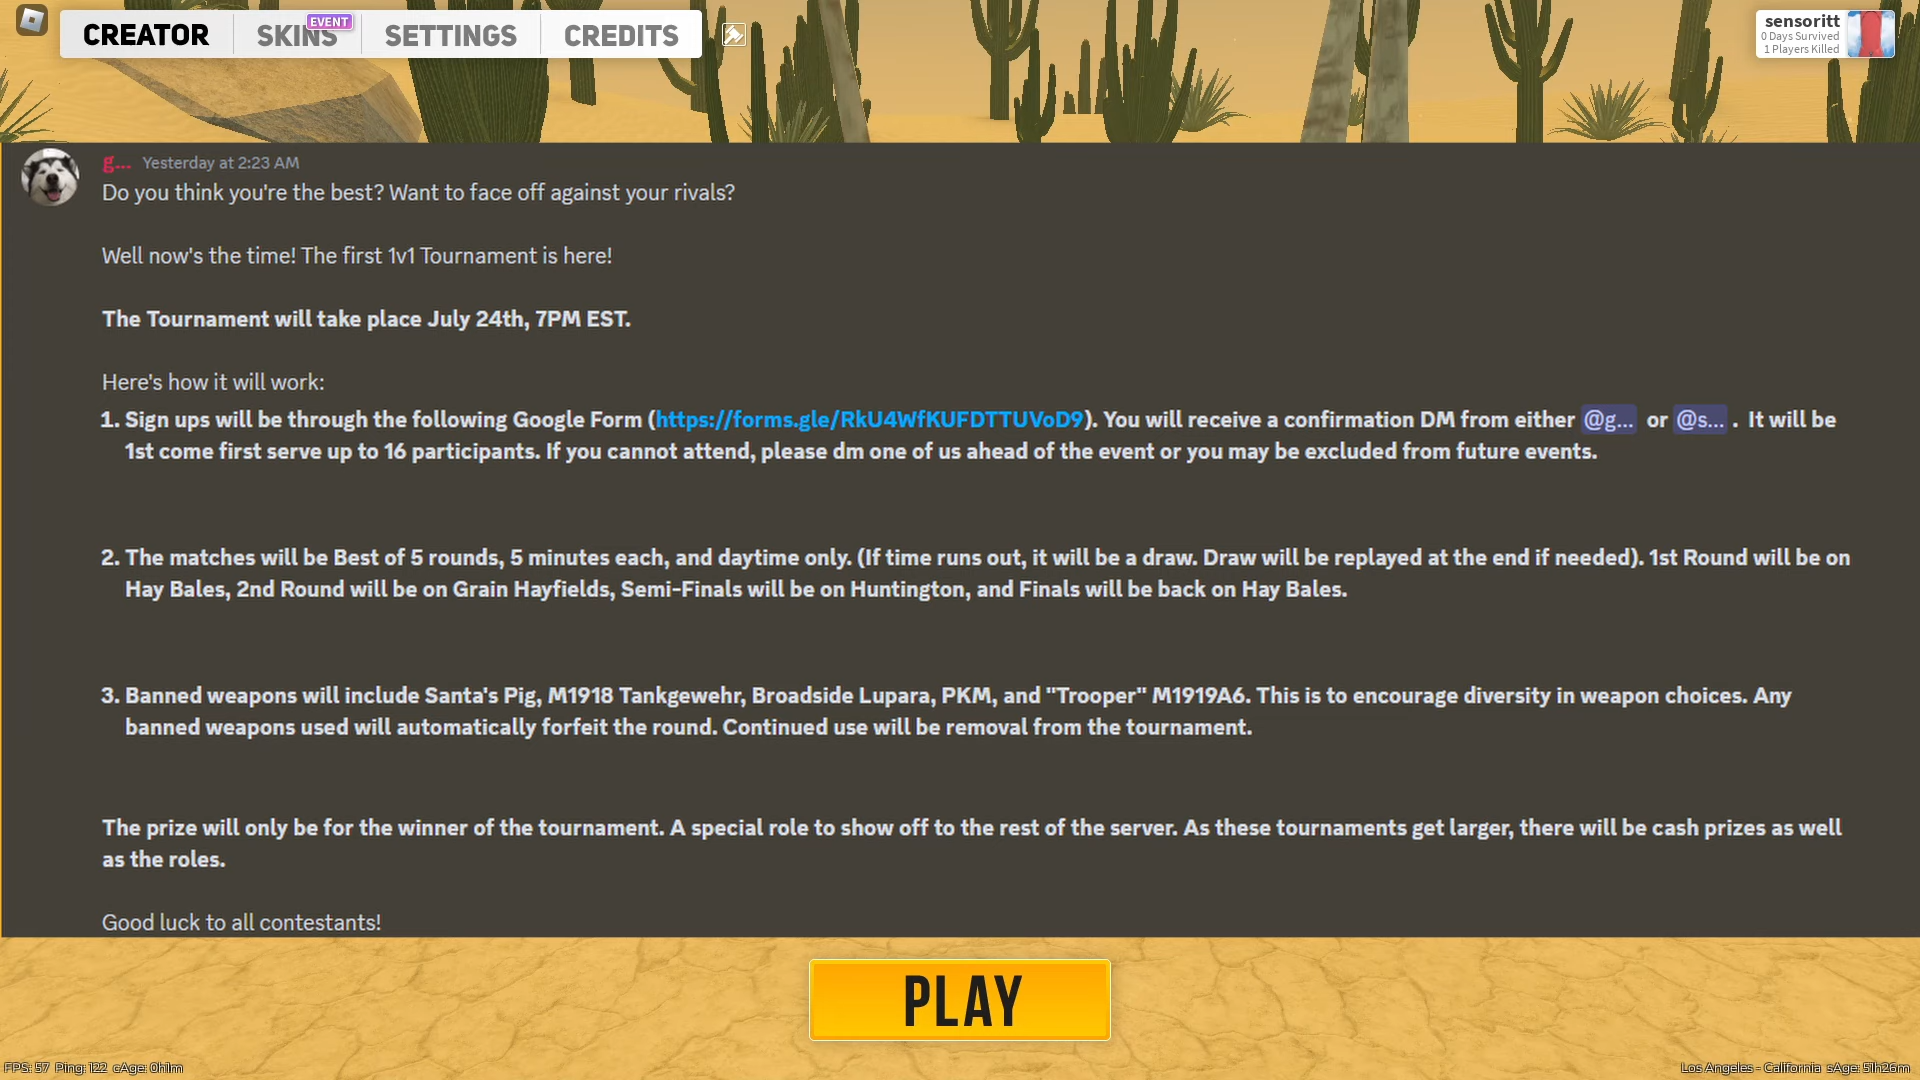 CREATOR SKINS EVENT SETTINGS CREDITS
sensoritt
0 Days Survived
1 Players Killed
g... Yesterday at 2:23 AM
Do you think you're the best? Want to face off against your rivals?
Well now's the time! The first 1v1 Tournament is here!
The Tournament will take place July 24th, 7PM EST.
Here's how it will work:
1. Sign ups will be through the following Google Form (https://forms.gle/RkU4WfKUFDTTUVoD9). You will receive a confirmation DM from either @g... or @s... . It will be
1st come first serve up to 16 participants. If you cannot attend, please dm one of us ahead of the event or you may be excluded from future events.
2. The matches will be Best of 5 rounds, 5 minutes each, and daytime only. (If time runs out, it will be a draw. Draw will be replayed at the end if needed). 1st Round will be on
Hay Bales, 2nd Round will be on Grain Hayfields, Semi-Finals will be on Huntington, and Finals will be back on Hay Bales.
3. Banned weapons will include Santa's Pig, M1918 Tankgewehr, Broadside Lupara, PKM, and "Trooper" M1919A6. This is to encourage diversity in weapon choices. Any
banned weapons used will automatically forfeit the round. Continued use will be removal from the tournament.
The prize will only be for the winner of the tournament. A special role to show off to the rest of the server. As these tournaments get larger, there will be cash prizes as well
as the roles.
Good luck to all contestants!
PLAY
FPS: 57 Ping: 122 cAge: 0h1m
Los Angeles - California sAge: 51h26m